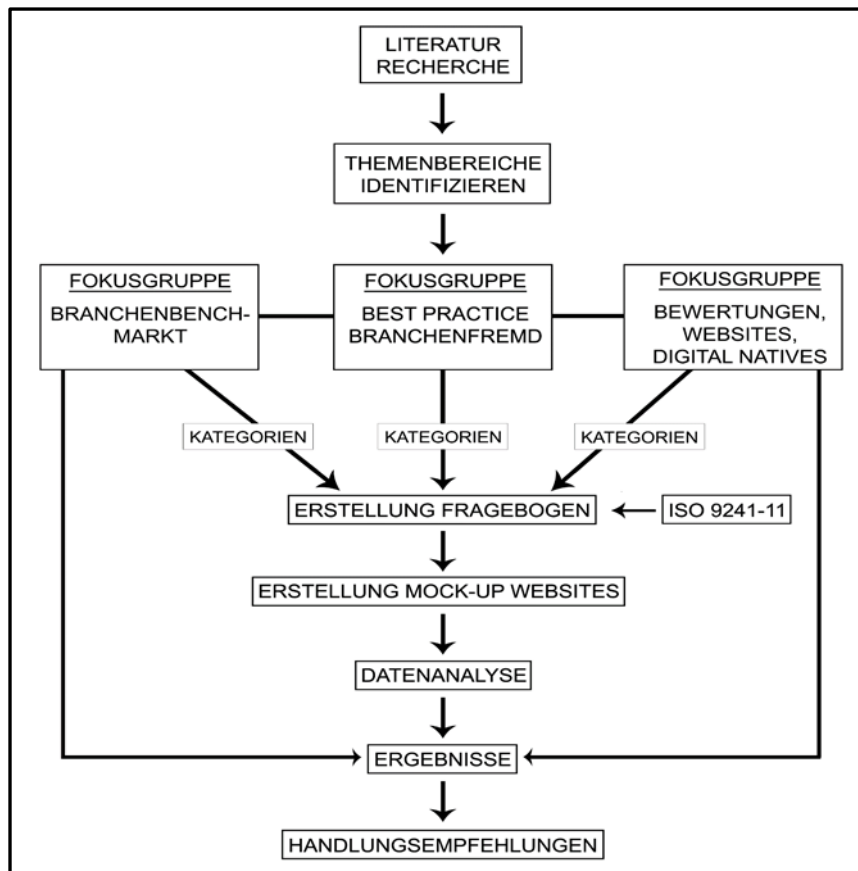 LITERATUR
RECHERCHE
THEMENBEREICHE
IDENTIFIZIEREN
FOKUSGRUPPE
BRANCHENBENCH-
MARKT
FOKUSGRUPPE
BEST PRACTICE
BRANCHENFREMD
FOKUSGRUPPE
BEWERTUNGEN,
WEBSITES,
DIGITAL NATIVES
KATEGORIEN
KATEGORIEN
KATEGORIEN
ERSTELLUNG FRAGEBOGEN
ISO 9241-11
ERSTELLUNG MOCK-UP WEBSITES
DATENANALYSE
ERGEBNISSE
HANDLUNGSEMPFEHLUNGEN